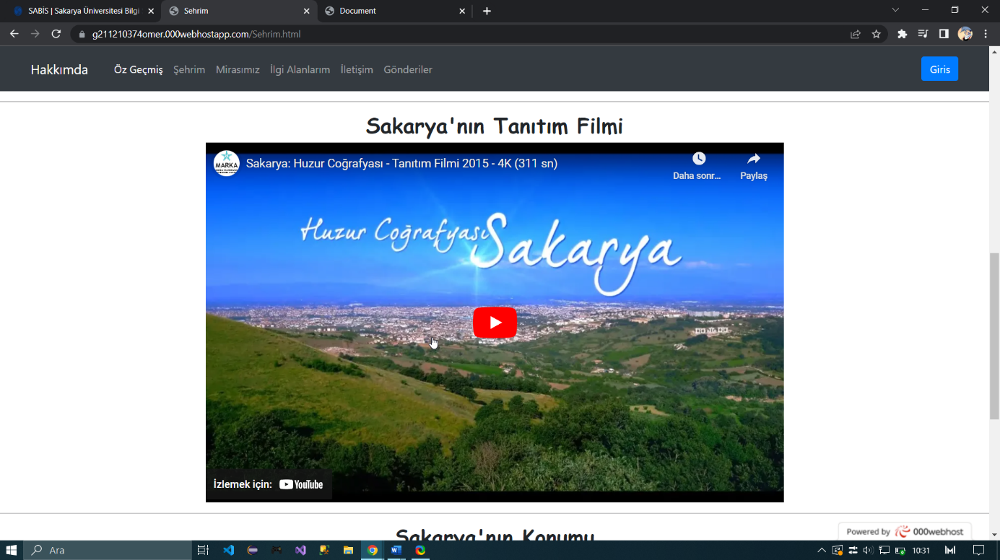 SABİS | Sakarya Üniversitesi Bilgi
Sehrim
Document
g211210374omer.000webhostapp.com/Sehrim.html
Hakkımda
Öz Geçmiş
Şehrim
Mirasımız
İlgi Alanlarım
İletişim
Gönderiler
Giris
Sakarya'nın Tanıtım Filmi
MARKA
Sakarya: Huzur Coğrafyası - Tanıtım Filmi 2015 - 4K (311 sn)
Daha sonr...
Paylaş
Huzur Coğrafyası Sakarya
İzlemek için: YouTube
Sakarya'nın Konumu
Powered by 000webhost
Ara
10:31